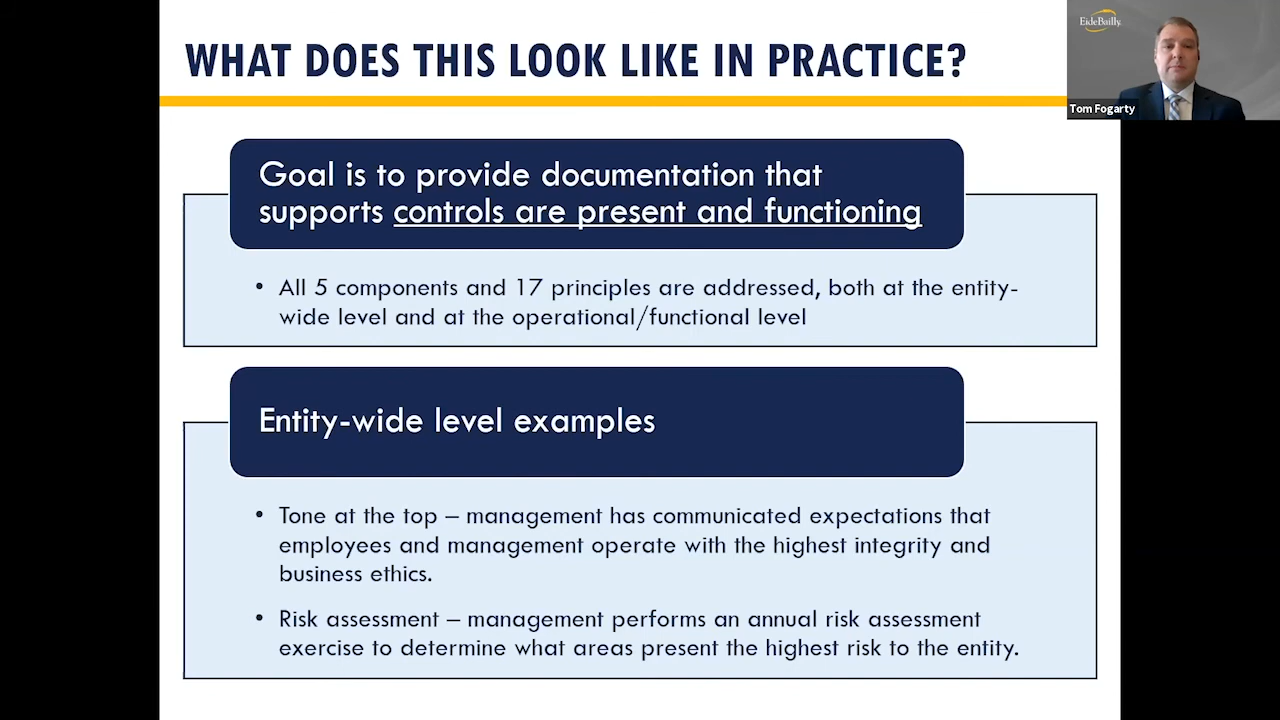 WHAT DOES THIS LOOK LIKE IN PRACTICE?
EideBailly.
Tom Fogarty
Goal is to provide documentation that
supports controls are present and functioning
• All 5 components and 17 principles are addressed, both at the entity-
wide level and at the operational/functional level
Entity-wide level examples
• Tone at the top – management has communicated expectations that
employees and management operate with the highest integrity and
business ethics.
• Risk assessment – management performs an annual risk assessment
exercise to determine what areas present the highest risk to the entity.